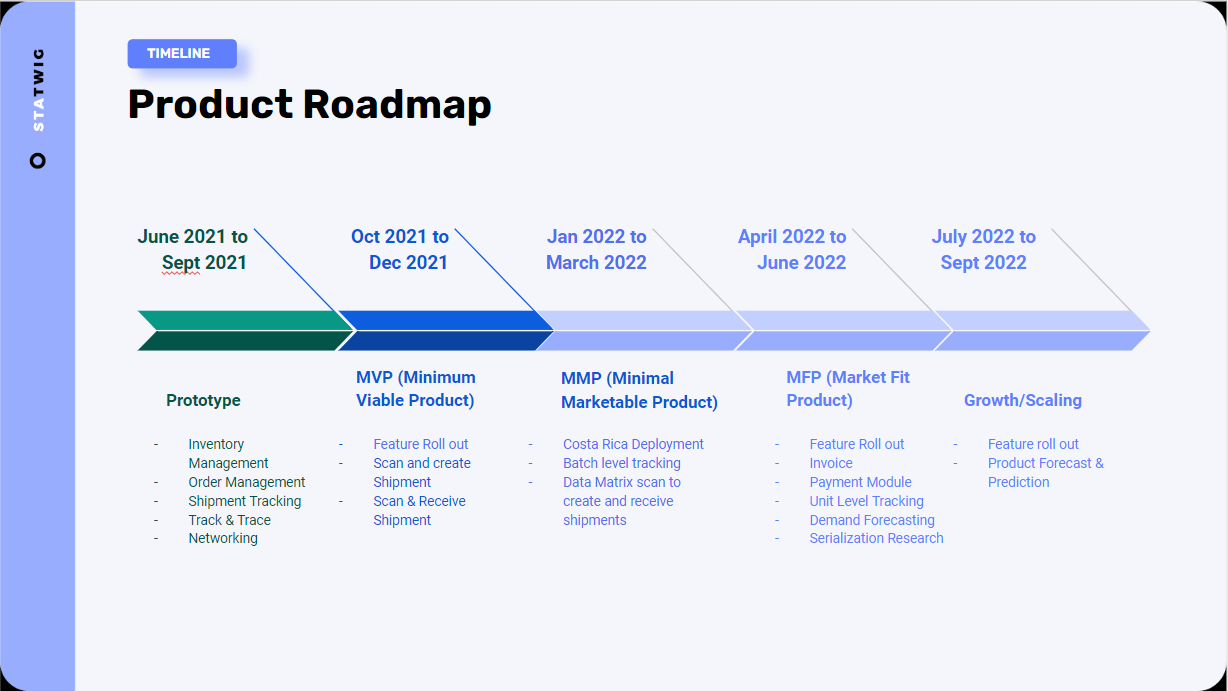 STATWIG
TIMELINE
Product Roadmap
June 2021 to
Sept 2021
Oct 2021 to
Dec 2021
Jan 2022 to
March 2022
April 2022 to
June 2022
July 2022 to
Sept 2022
Prototype
- Inventory
Management
- Order Management
- Shipment Tracking
- Track & Trace
- Networking
MVP (Minimum
Viable Product)
- Feature Roll out
- Scan and create
Shipment
- Scan & Receive
Shipment
MMP (Minimal
Marketable Product)
- Costa Rica Deployment
- Batch level tracking
- Data Matrix scan to
create and receive
shipments
MFP (Market Fit
Product)
- Feature Roll out
- Invoice
- Payment Module
- Unit Level Tracking
- Demand Forecasting
- Serialization Research
Growth/Scaling
- Feature roll out
- Product Forecast &
Prediction